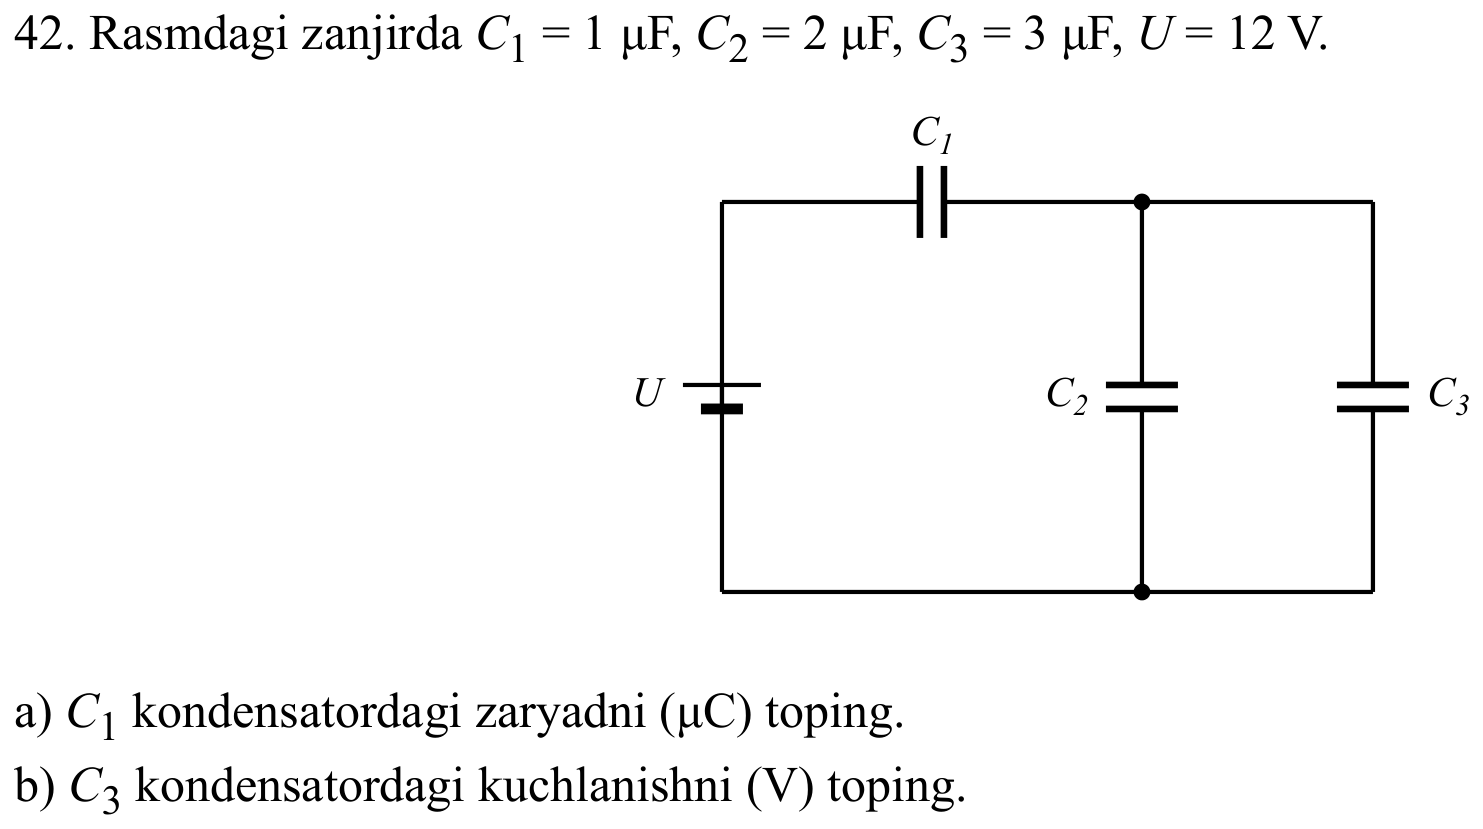 42. Rasmdagi zanjirda C₁ = 1 μF, C₂ = 2 μF, C₃ = 3 μF, U = 12 V.
C₁
U
C₂
C₃
a) C₁ kondensatordagi zaryadni (μC) toping.
b) C₃ kondensatordagi kuchlanishni (V) toping.